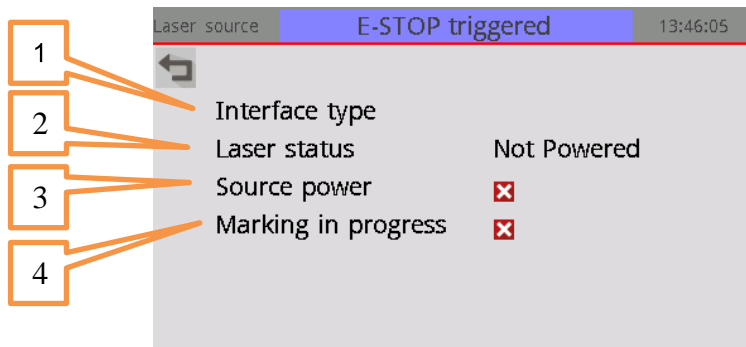 Laser source E-STOP triggered 13:46:05
1 Interface type
2 Laser status Not Powered
3 Source power
4 Marking in progress